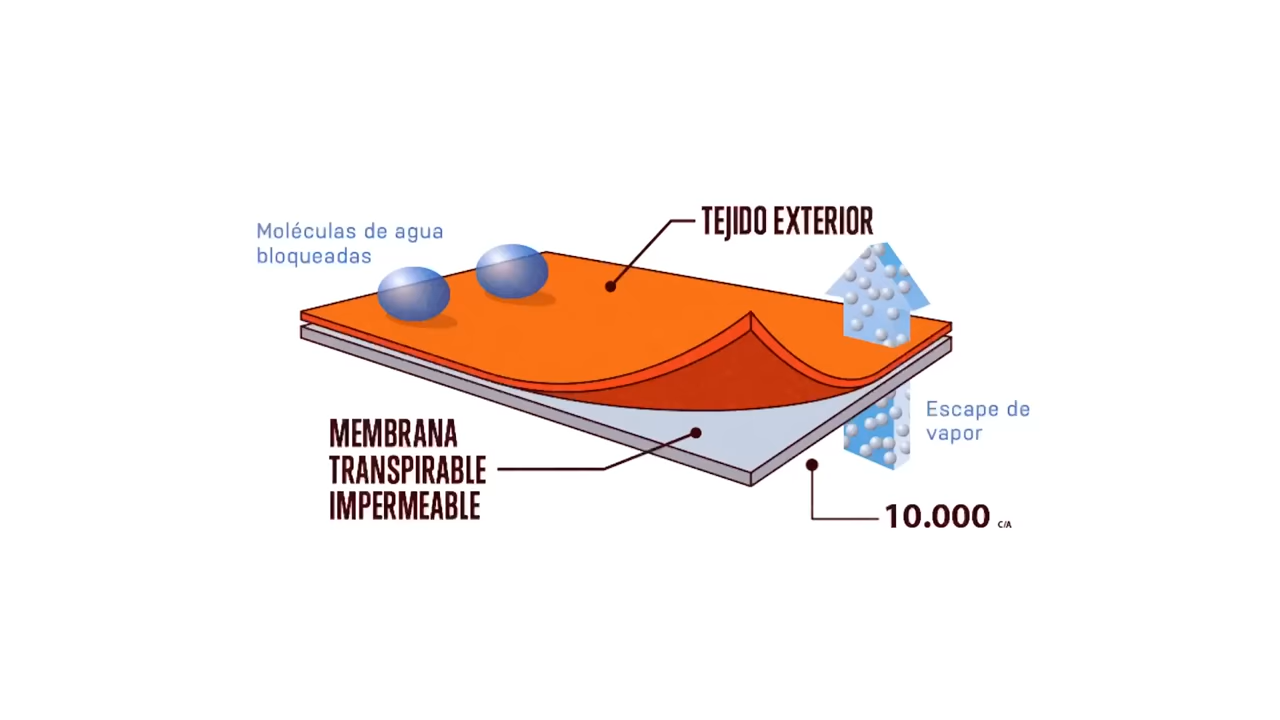 TEJIDO EXTERIOR
Moléculas de agua
bloqueadas
Escape de
vapor
MEMBRANA
TRANSPIRABLE
IMPERMEABLE
10.000 C/A